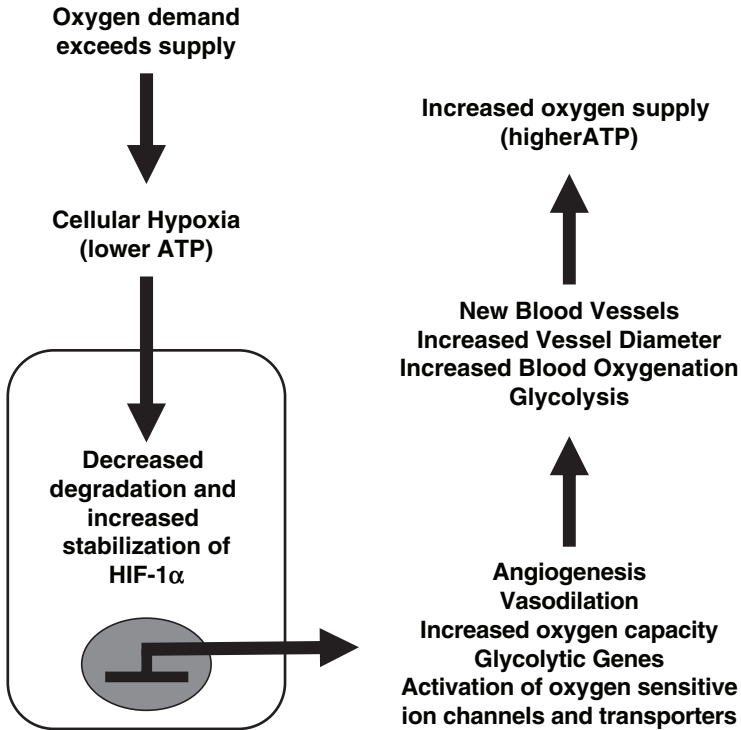 Oxygen demand
exceeds supply
Cellular Hypoxia
(lower ATP)
Decreased
degradation and
increased
stabilization of
HIF-1α
Angiogenesis
Vasodilation
Increased oxygen capacity
Glycolytic Genes
Activation of oxygen sensitive
ion channels and transporters
New Blood Vessels
Increased Vessel Diameter
Increased Blood Oxygenation
Glycolysis
Increased oxygen supply
(higherATP)